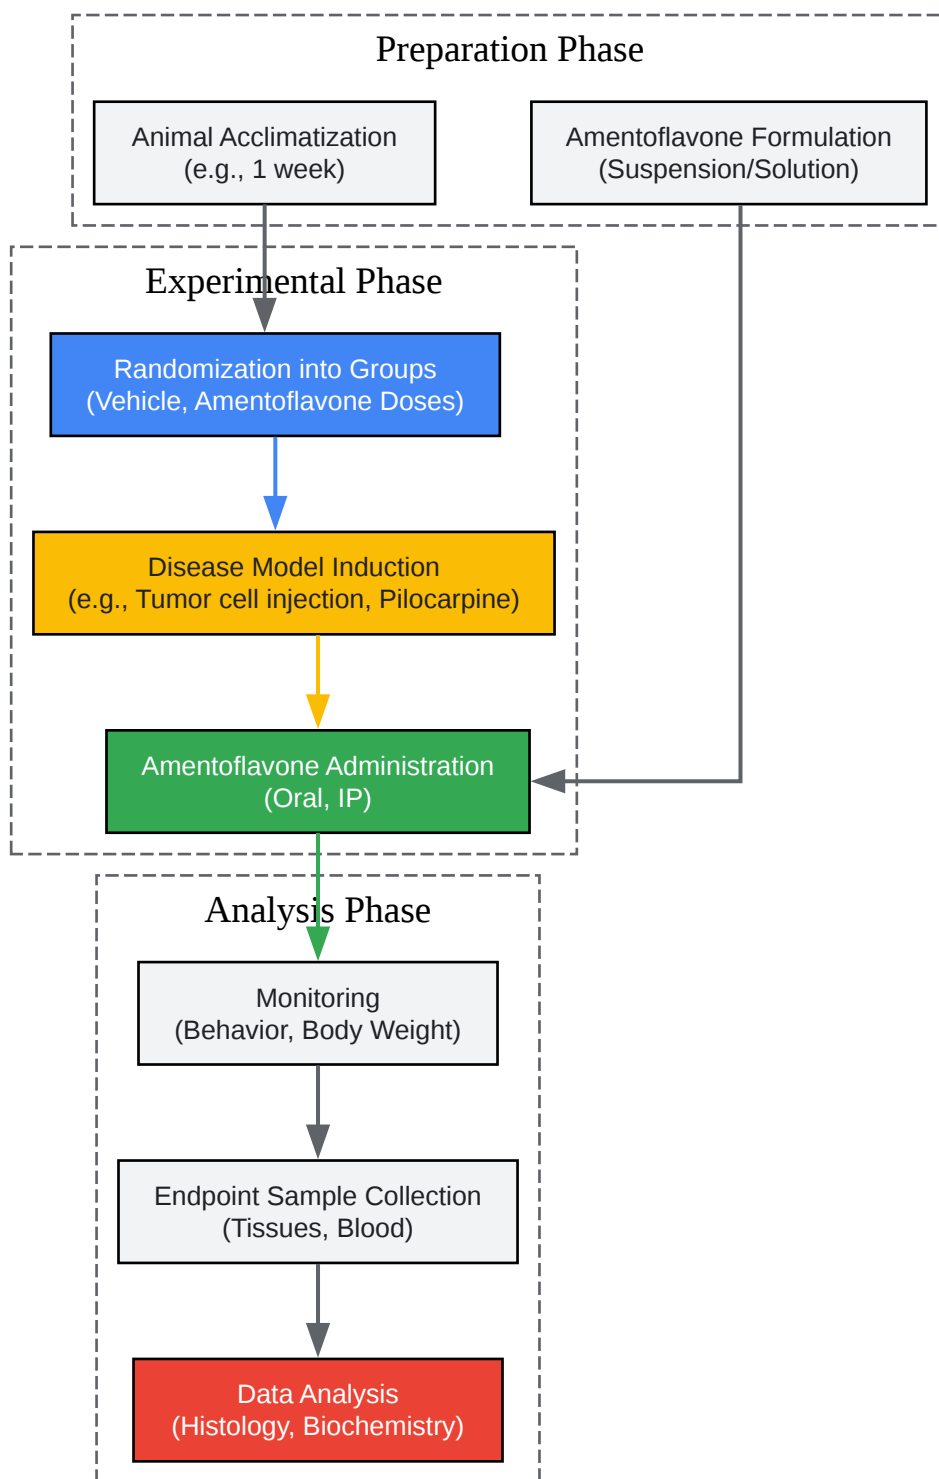 Preparation Phase
Animal Acclimatization
(e.g., 1 week)
Amentoflavone Formulation
(Suspension/Solution)
Experimental Phase
Randomization into Groups
(Vehicle, Amentoflavone Doses)
Disease Model Induction
(e.g., Tumor cell injection, Pilocarpine)
Amentoflavone Administration
(Oral, IP)
Analysis Phase
Monitoring
(Behavior, Body Weight)
Endpoint Sample Collection
(Tissues, Blood)
Data Analysis
(Histology, Biochemistry)